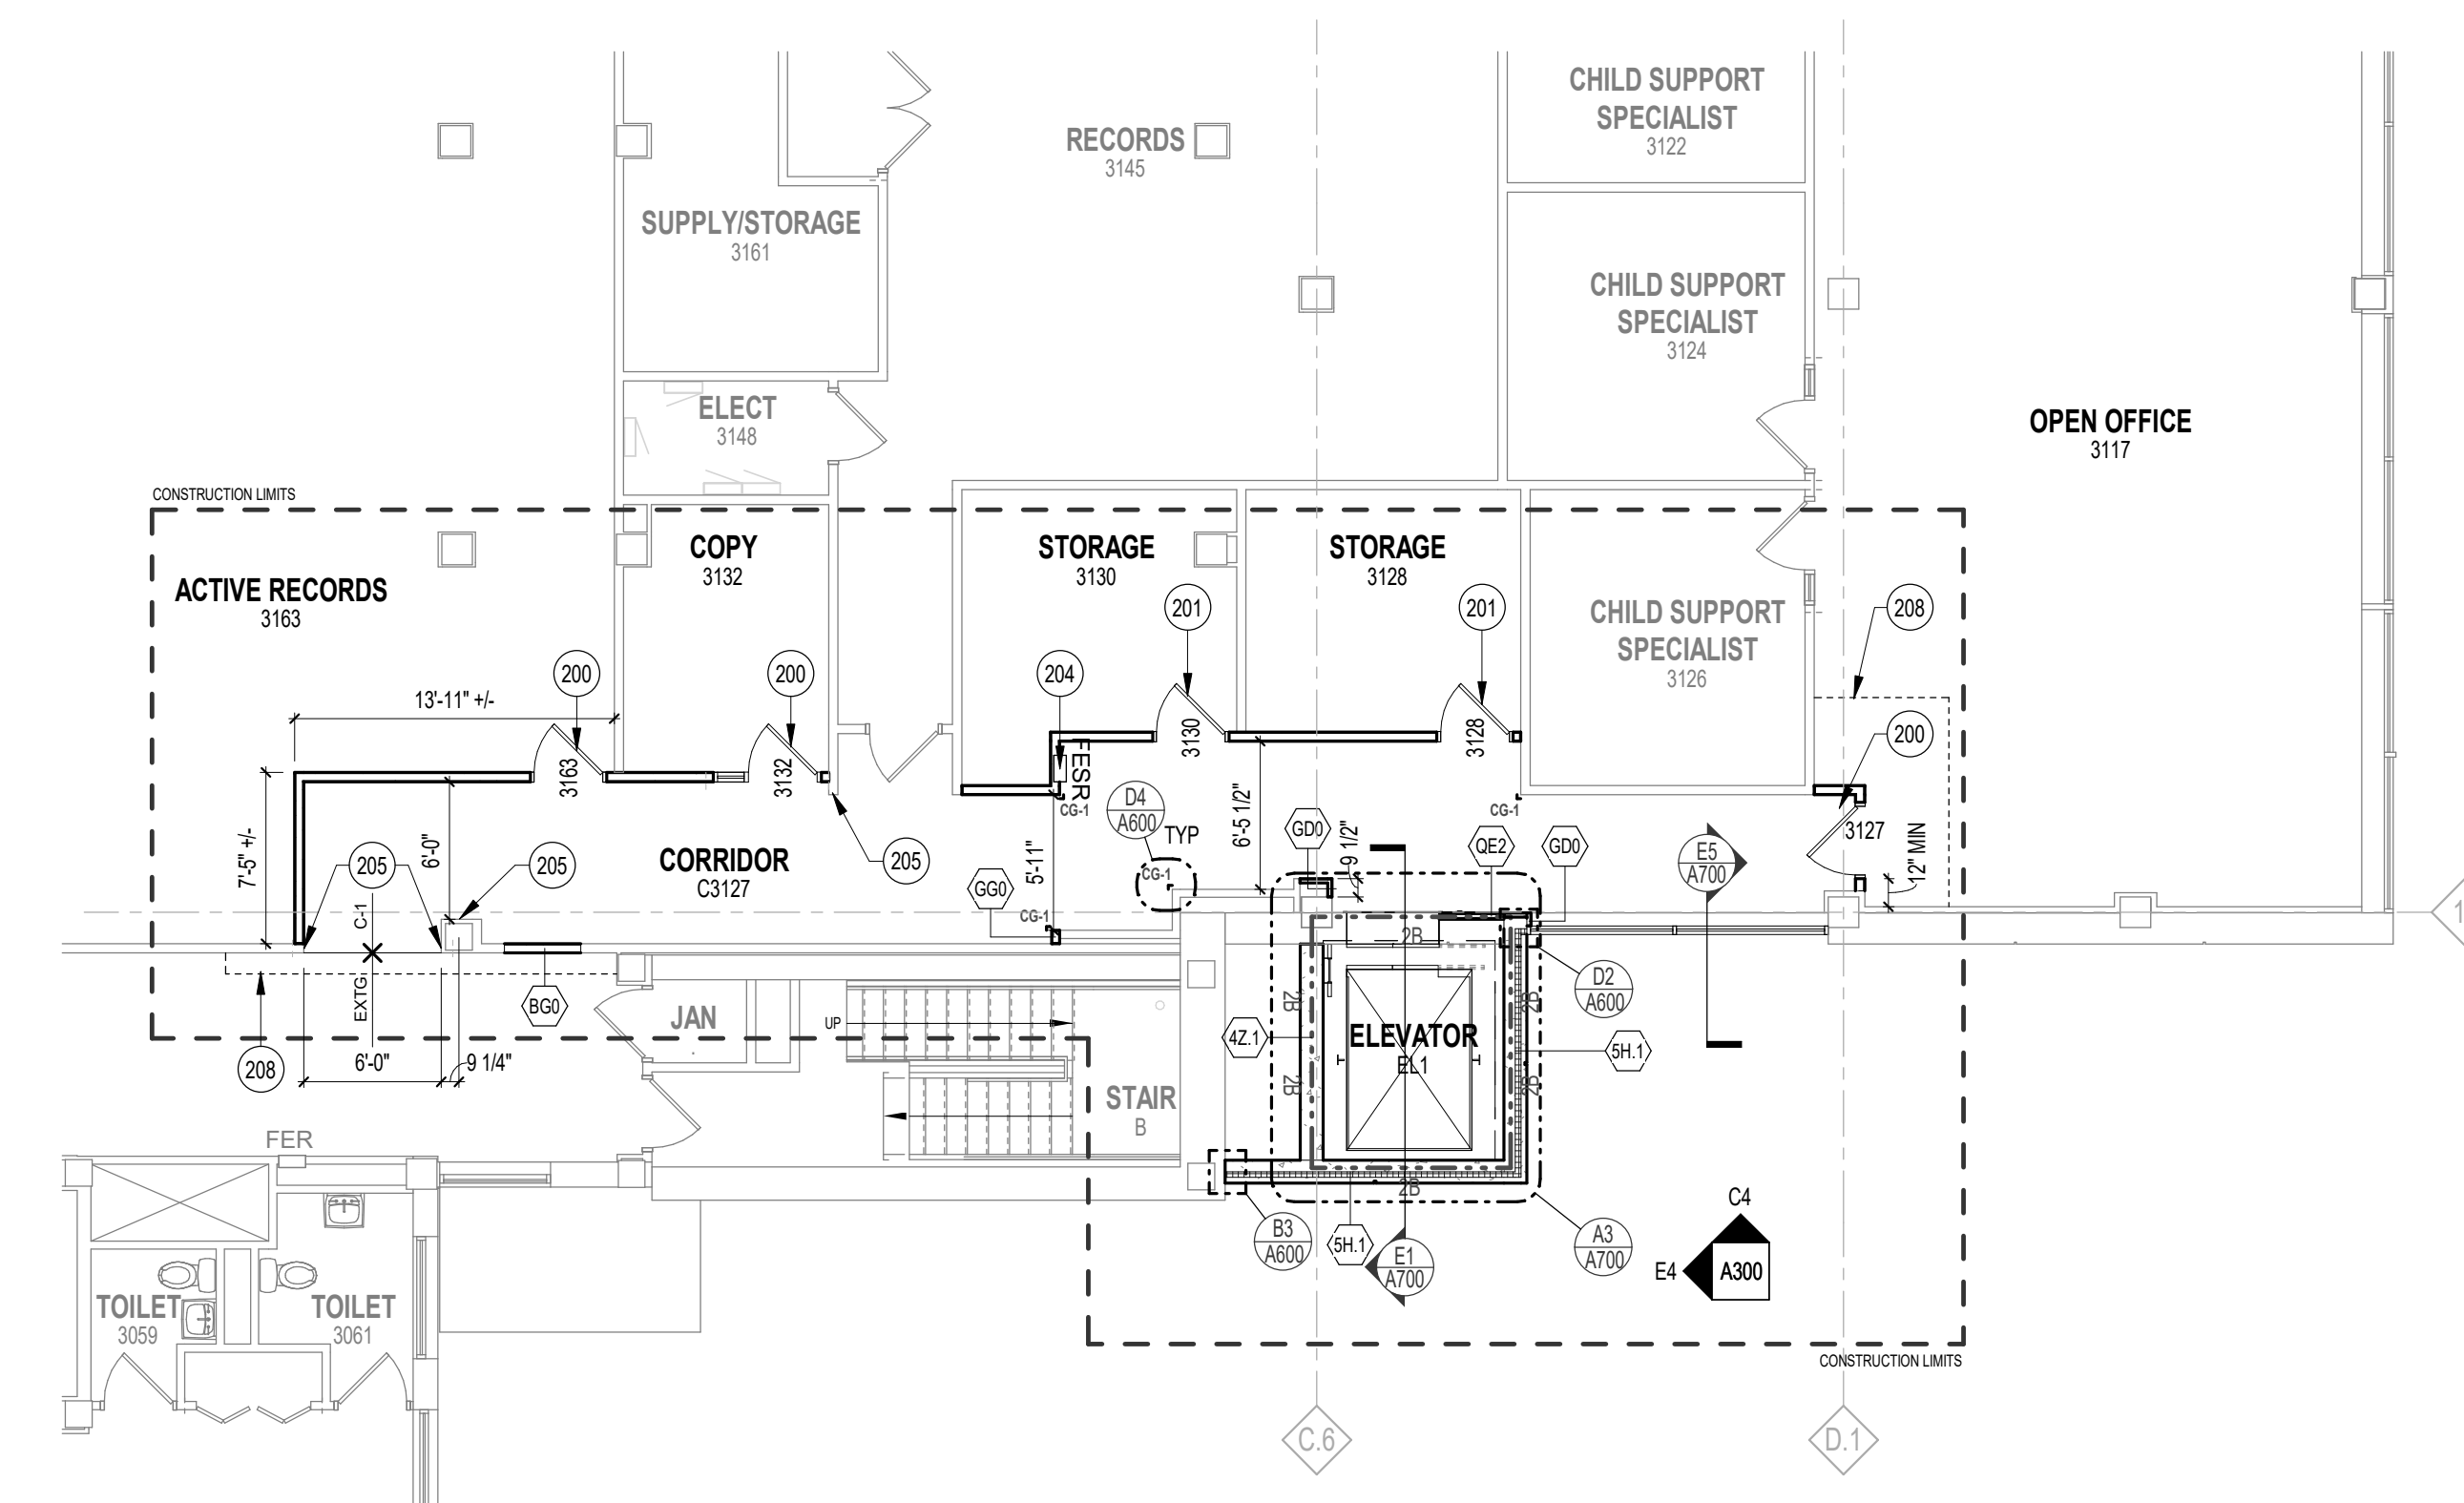 CHILD SUPPORT
SPECIALIST
3122
RECORDS
3145
SUPPLY/STORAGE
3161
CHILD SUPPORT
SPECIALIST
3124
ELECT
3148
OPEN OFFICE
3117
CONSTRUCTION LIMITS
COPY
3132
STORAGE
3130
STORAGE
3128
ACTIVE RECORDS
3163
CHILD SUPPORT
SPECIALIST
3126
201
201
208
200
200
204
13'-11" +/-
200
3163
3132
3130
3128
FESR
CG-1
CG-1
D4
A600
TYP
6'-5 1/2"
GD0
9 1/2"
QE2
GD0
3127
12" MIN
E5
A700
7'-5" +/-
6'-0"
205
205
205
CORRIDOR
C3127
5'-11"
GG0
CG-1
CG-1
C-1
1
2B
EXTG
BG0
JAN
UP
2B
2B
D2
A600
4Z.1
ELEVATOR
EL1
5H.1
208
6'-0"
9 1/4"
2B
2B
STAIR
B
FER
2B
B3
A600
5H.1
E1
A700
A3
A700
C4
E4
A300
TOILET
3059
TOILET
3061
CONSTRUCTION LIMITS
C.6
D.1